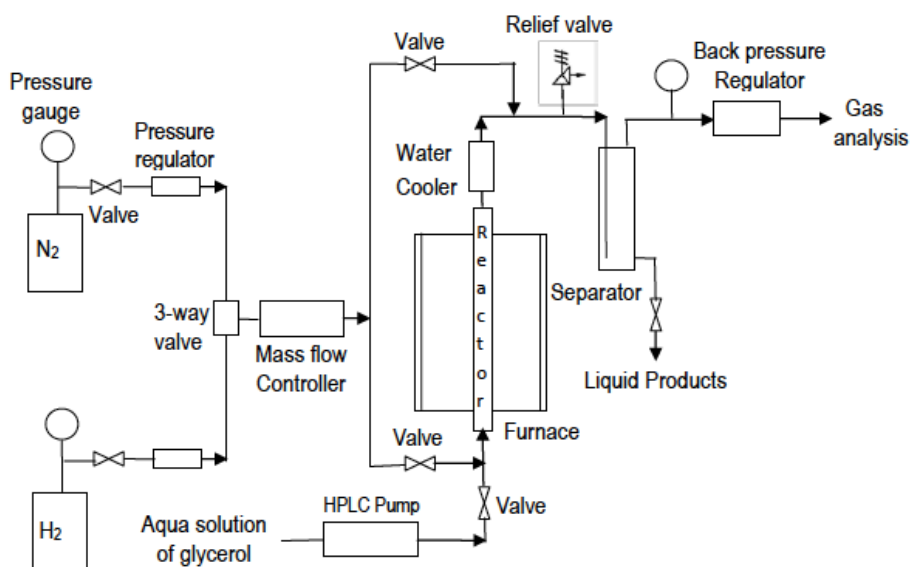 Relief valve
Valve
Back pressure
Regulator
Pressure
gauge
Gas
analysis
Pressure
regulator
Water
Cooler
Valve
N2
Reactor
Separator
3-way
valve
Mass flow
Controller
Liquid Products
Valve
Furnace
HPLC Pump
Valve
H2
Aqua solution
of glycerol